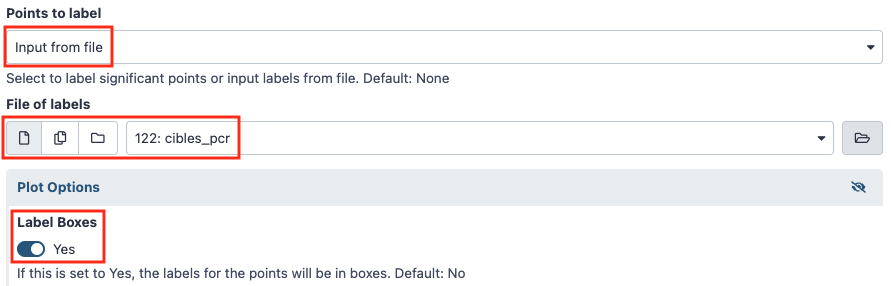 Points to label
Input from file
Select to label significant points or input labels from file. Default: None
File of labels
122: cibles_pcr
Plot Options
Label Boxes
Yes
If this is set to Yes, the labels for the points will be in boxes. Default: No